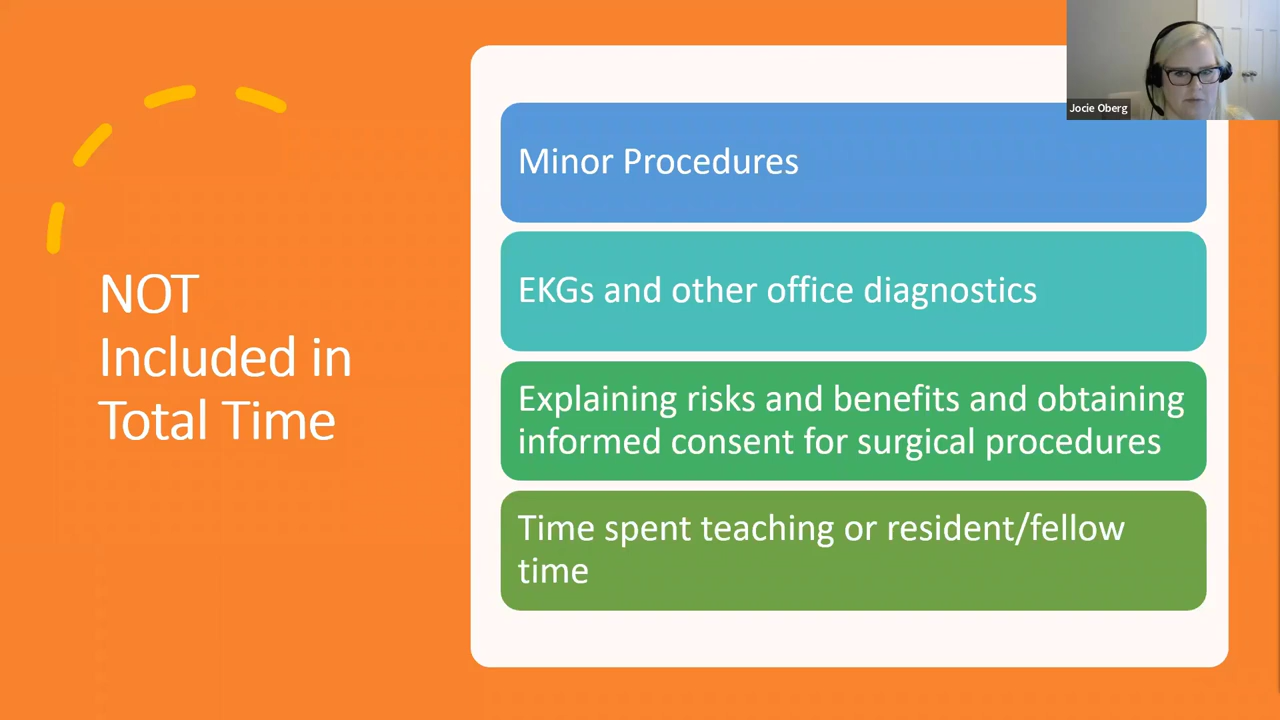 NOT
Included in
Total Time
Minor Procedures
EKGs and other office diagnostics
Explaining risks and benefits and obtaining
informed consent for surgical procedures
Time spent teaching or resident/fellow
time
Jocie Oberg